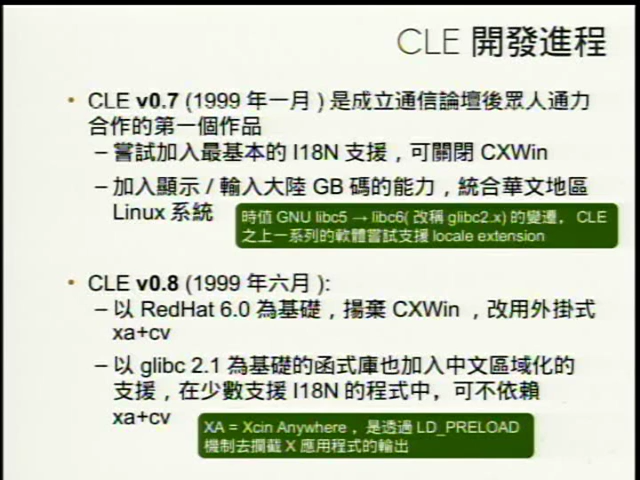 CLE 開發進程
• CLE v0.7 (1999 年一月 ) 是成立通信論壇後眾人通力
合作的第一個作品
– 嘗試加入最基本的 I18N 支援，可關閉 CXWin
– 加入顯示 / 輸入大陸 GB 碼的能力，統合華文地區
Linux 系統
時值 GNU libc5 → libc6( 改稱 glibc2.x) 的變遷， CLE
之上一系列的軟體嘗試支援 locale extension
• CLE v0.8 (1999 年六月 ):
– 以 RedHat 6.0 為基礎，揚棄 CXWin ，改用外掛式
xa+cv
– 以 glibc 2.1 為基礎的函式庫也加入中文區域化的
支援，在少數支援 I18N 的程式中，可不依賴
xa+cv
XA = Xcin Anywhere ，是透過 LD_PRELOAD
機制去攔截 X 應用程式的輸出